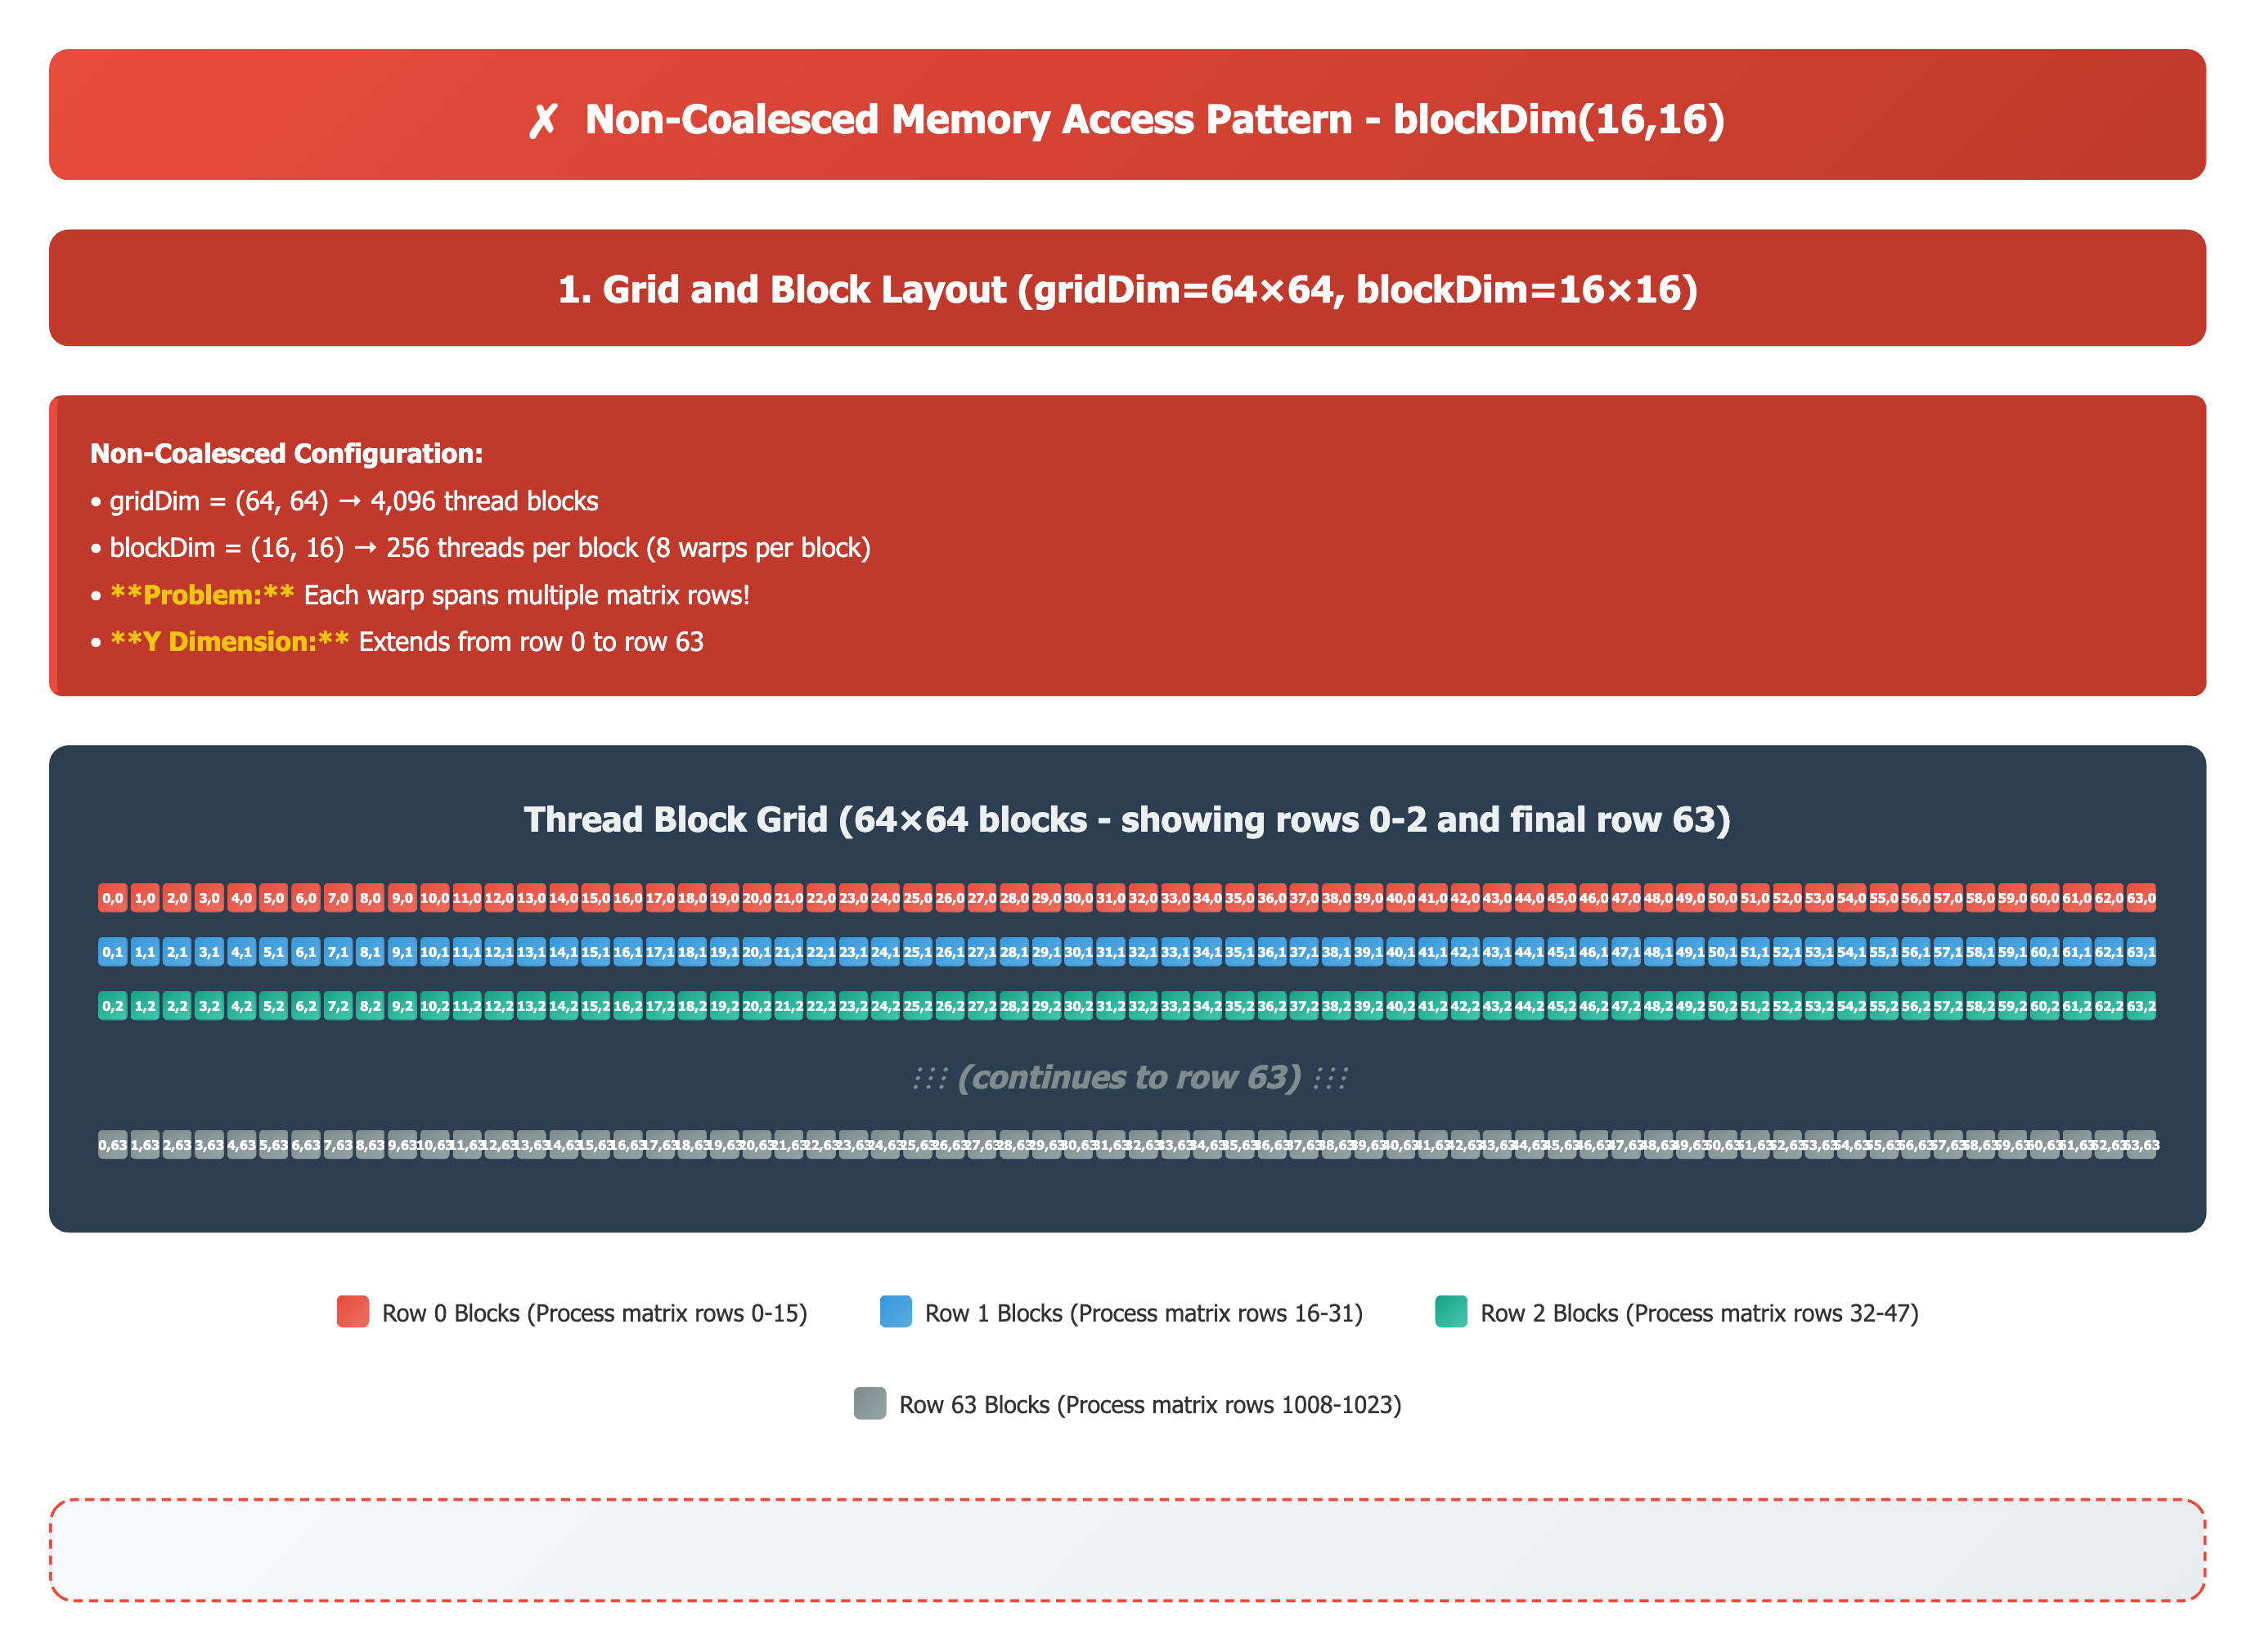 ✗ Non-Coalesced Memory Access Pattern - blockDim(16,16)
1. Grid and Block Layout (gridDim=64×64, blockDim=16×16)
Non-Coalesced Configuration:
• gridDim = (64, 64) → 4,096 thread blocks
• blockDim = (16, 16) → 256 threads per block (8 warps per block)
• **Problem:** Each warp spans multiple matrix rows!
• **Y Dimension:** Extends from row 0 to row 63
Thread Block Grid (64×64 blocks - showing rows 0-2 and final row 63)
0,0 1,0 2,0 3,0 4,0 5,0 6,0 7,0 8,0 9,0 10,0 11,0 12,0 13,0 14,0 15,0 16,0 17,0 18,0 19,0 20,0 21,0 22,0 23,0 24,0 25,0 26,0 27,0 28,0 29,0 30,0 31,0 32,0 33,0 34,0 35,0 36,0 37,0 38,0 39,0 40,0 41,0 42,0 43,0 44,0 45,0 46,0 47,0 48,0 49,0 50,0 51,0 52,0 53,0 54,0 55,0 56,0 57,0 58,0 59,0 60,0 61,0 62,0 63,0
0,1 1,1 2,1 3,1 4,1 5,1 6,1 7,1 8,1 9,1 10,1 11,1 12,1 13,1 14,1 15,1 16,1 17,1 18,1 19,1 20,1 21,1 22,1 23,1 24,1 25,1 26,1 27,1 28,1 29,1 30,1 31,1 32,1 33,1 34,1 35,1 36,1 37,1 38,1 39,1 40,1 41,1 42,1 43,1 44,1 45,1 46,1 47,1 48,1 49,1 50,1 51,1 52,1 53,1 54,1 55,1 56,1 57,1 58,1 59,1 60,1 61,1 62,1 63,1
0,2 1,2 2,2 3,2 4,2 5,2 6,2 7,2 8,2 9,2 10,2 11,2 12,2 13,2 14,2 15,2 16,2 17,2 18,2 19,2 20,2 21,2 22,2 23,2 24,2 25,2 26,2 27,2 28,2 29,2 30,2 31,2 32,2 33,2 34,2 35,2 36,2 37,2 38,2 39,2 40,2 41,2 42,2 43,2 44,2 45,2 46,2 47,2 48,2 49,2 50,2 51,2 52,2 53,2 54,2 55,2 56,2 57,2 58,2 59,2 60,2 61,2 62,2 63,2
⋮⋮⋮ (continues to row 63) ⋮⋮⋮
0,63 1,63 2,63 3,63 4,63 5,63 6,63 7,63 8,63 9,63 10,63 11,63 12,63 13,63 14,63 15,63 16,63 17,63 18,63 19,63 20,63 21,63 22,63 23,63 24,63 25,63 26,63 27,63 28,63 29,63 30,63 31,63 32,63 33,63 34,63 35,63 36,63 37,63 38,63 39,63 40,63 41,63 42,63 43,63 44,63 45,63 46,63 47,63 48,63 49,63 50,63 51,63 52,63 53,63 54,63 55,63 56,63 57,63 58,63 59,63 60,63 61,63 62,63 63,63
Row 0 Blocks (Process matrix rows 0-15)
Row 1 Blocks (Process matrix rows 16-31)
Row 2 Blocks (Process matrix rows 32-47)
Row 63 Blocks (Process matrix rows 1008-1023)